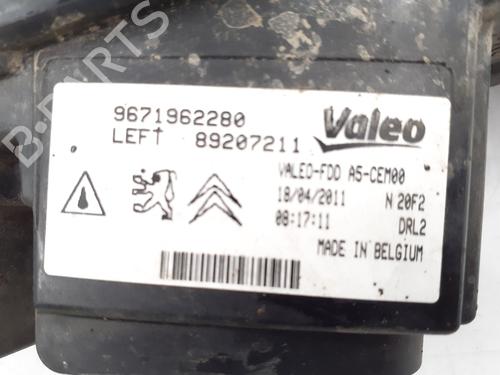 B-PARTS
9671962280
LEFT 89207211
Valeo
VALEO-FDD A5-CEM00
18/04/2011 N 20F2
08:17:11 DRL2
MADE IN BELGIUM